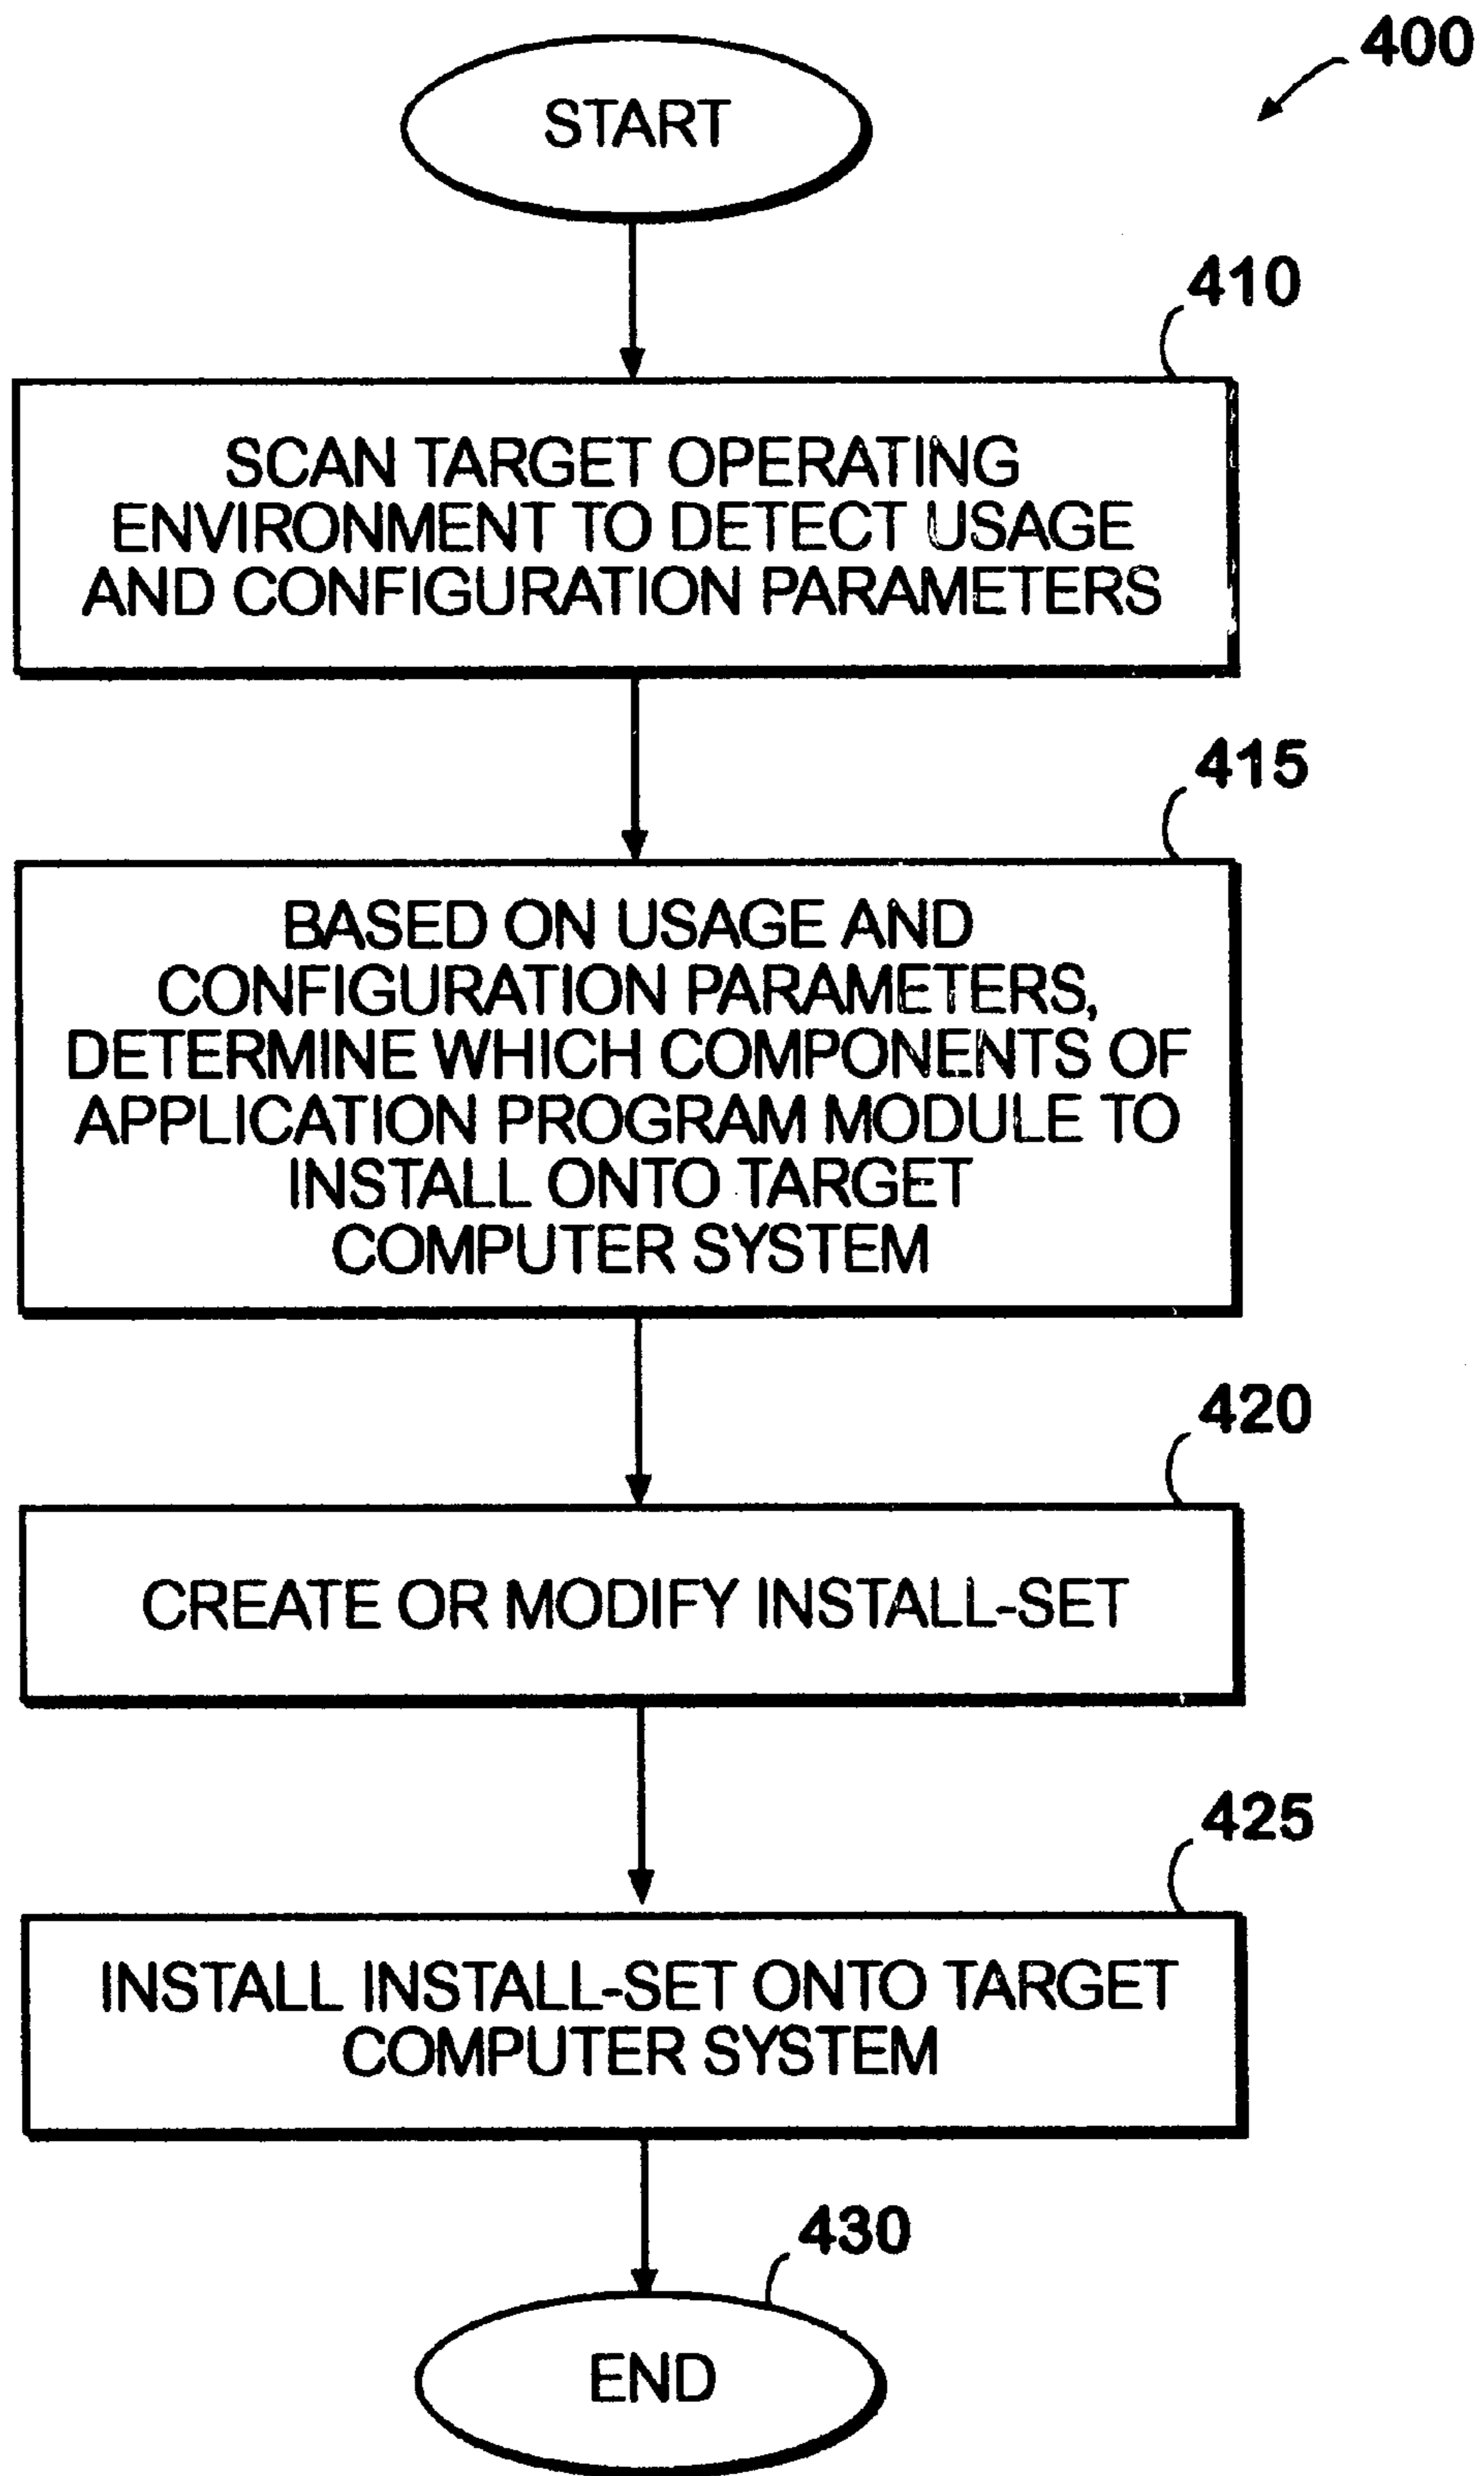 400
START
410
SCAN TARGET OPERATING
ENVIRONMENT TO DETECT USAGE
AND CONFIGURATION PARAMETERS
415
BASED ON USAGE AND
CONFIGURATION PARAMETERS,
DETERMINE WHICH COMPONENTS OF
APPLICATION PROGRAM MODULE TO
INSTALL ONTO TARGET
COMPUTER SYSTEM
420
CREATE OR MODIFY INSTALL-SET
425
INSTALL INSTALL-SET ONTO TARGET
COMPUTER SYSTEM
430
END